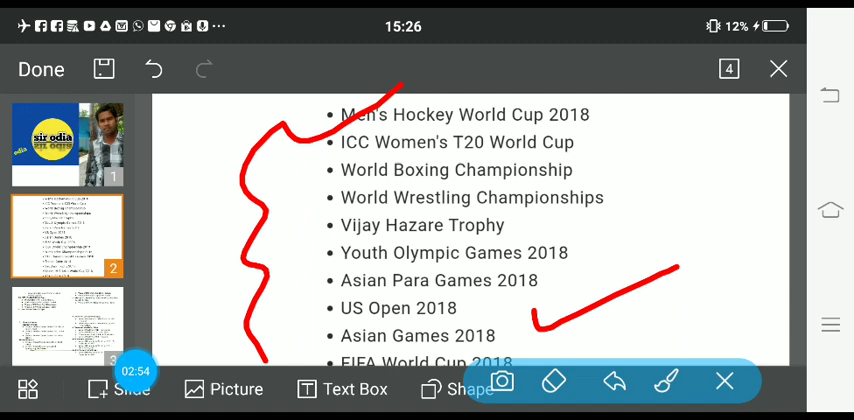 15:26
12%
Done
4
sir odia
odia
1
2
3
• Men's Hockey World Cup 2018
• ICC Women's T20 World Cup
• World Boxing Championship
• World Wrestling Championships
• Vijay Hazare Trophy
• Youth Olympic Games 2018
• Asian Para Games 2018
• US Open 2018
• Asian Games 2018
• FIFA World Cup 2018
02:54
Slide
Picture
Text Box
Shape